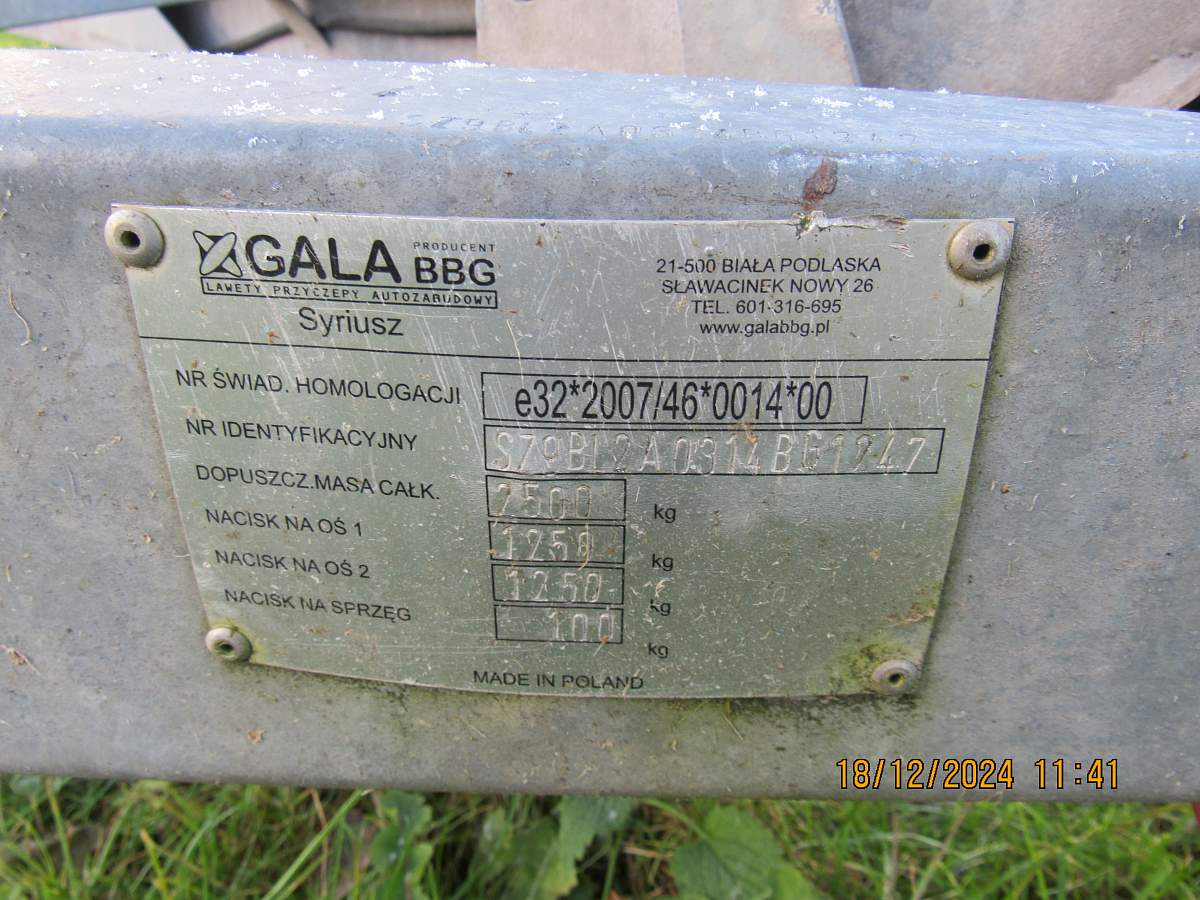 GALA PRODUCENT BBG
LAWETY PRZYCZEPY AUTOZABUDOWY
Syriusz
21-500 BIAŁA PODLASKA
SŁAWACINEK NOWY 26
TEL. 601-316-695
www.galabbg.pl
NR ŚWIAD. HOMOLOGACJI e32*2007/46*0014*00
NR IDENTYFIKACYJNY SZ9BL2A0314BG1247
DOPUSZCZ.MASA CAŁK. 2500 kg
NACISK NA OŚ 1 1250 kg
NACISK NA OŚ 2 1250 kg
NACISK NA SPRZĘG 100 kg
MADE IN POLAND
18/12/2024 11:41